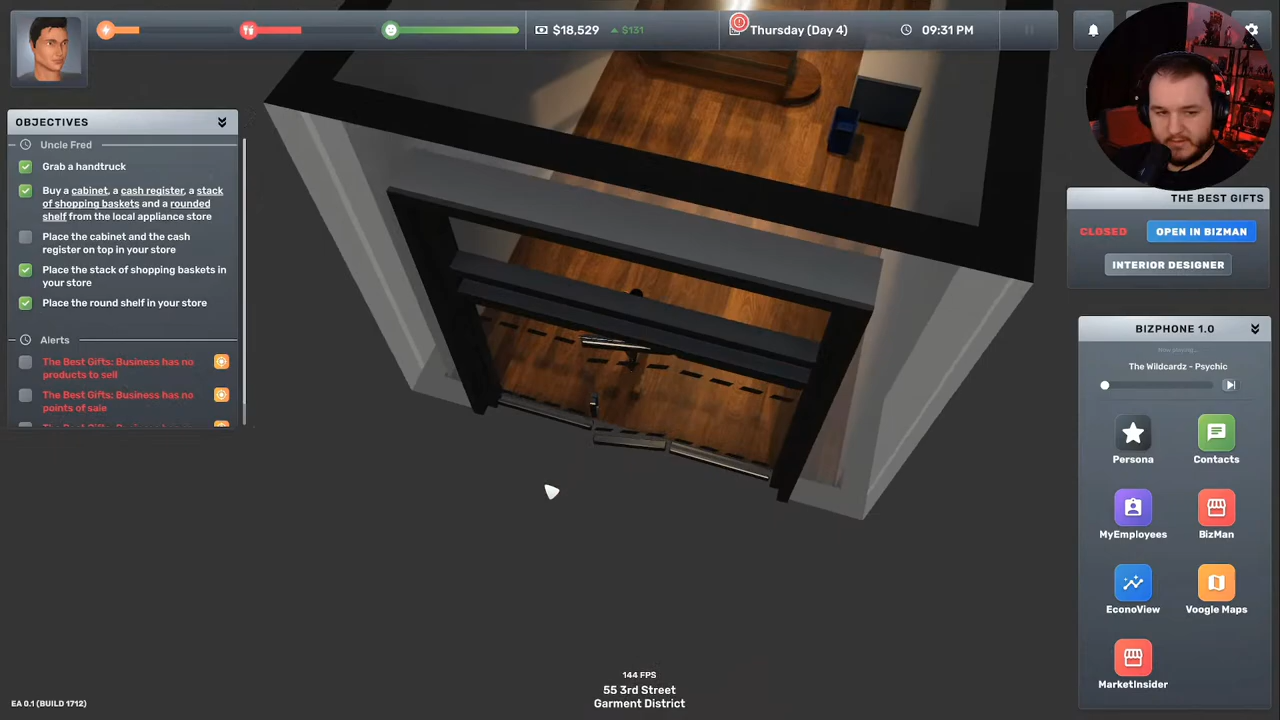 $18,529 ▲ $131
Thursday (Day 4)
09:31 PM
OBJECTIVES
Uncle Fred
Grab a handtruck
Buy a cabinet, a cash register, a stack
of shopping baskets and a rounded
shelf from the local appliance store
Place the cabinet and the cash
register on top in your store
Place the stack of shopping baskets in
your store
Place the round shelf in your store
Alerts
The Best Gifts: Business has no
products to sell
The Best Gifts: Business has no
points of sale
THE BEST GIFTS
CLOSED
OPEN IN BIZMAN
INTERIOR DESIGNER
BIZPHONE 1.0
Now playing...
The Wildcardz - Psychic
Persona
Contacts
MyEmployees
BizMan
EconoView
Voogle Maps
MarketInsider
144 FPS
55 3rd Street
Garment District
EA 0.1 (BUILD 1712)